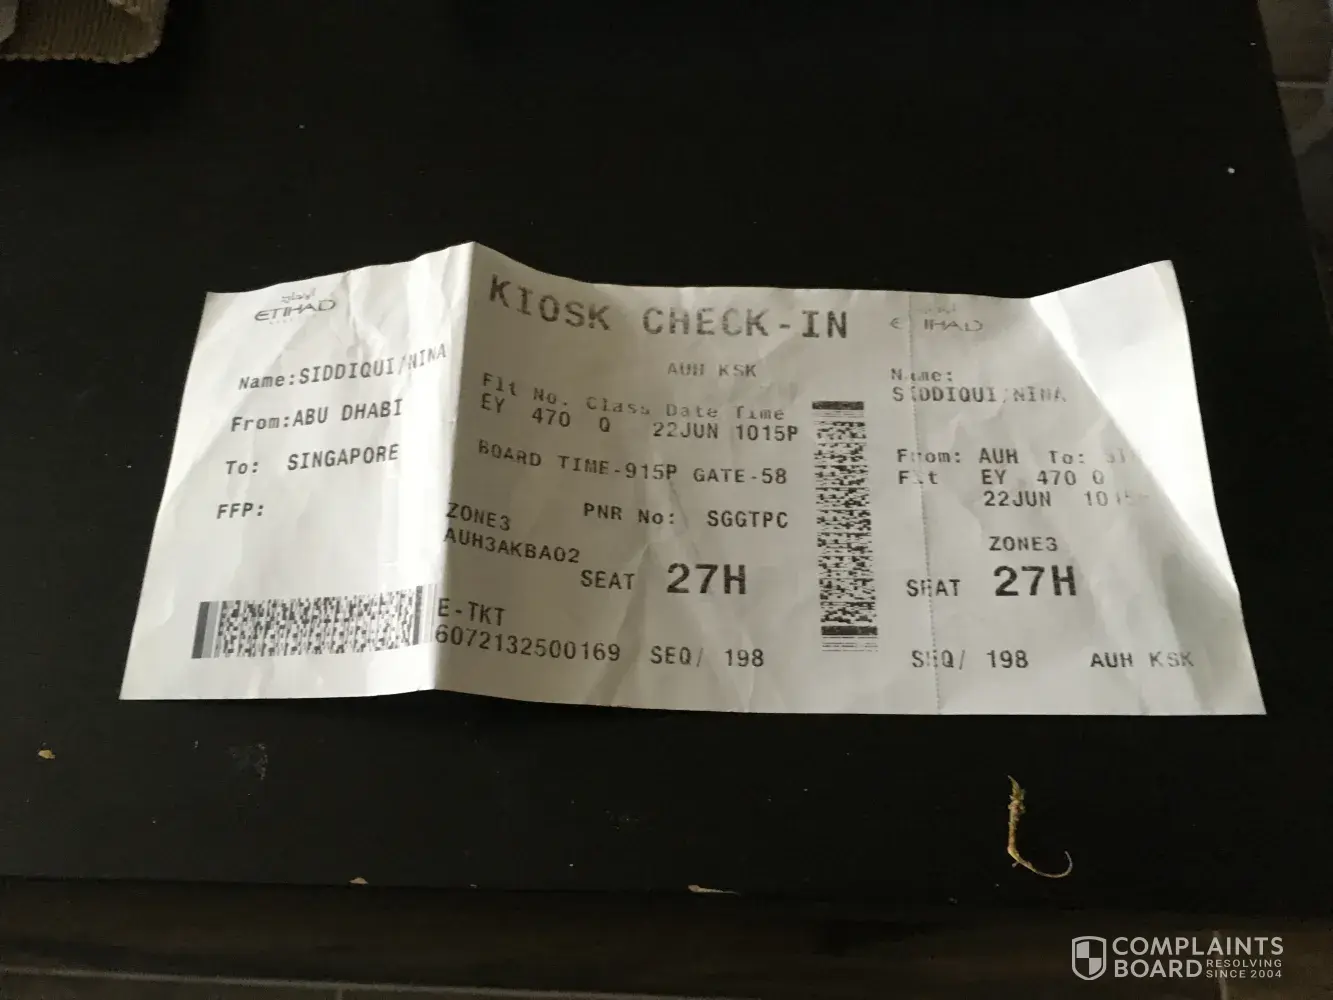 الإتحاد
ETIHAD
Name:SIDDIQUI/NINA
From:ABU DHABI
To: SINGAPORE
FFP:
KIOSK CHECK-IN
AUH KSK
Flt No. Class Date Time
EY 470 Q 22JUN 1015P
BOARD TIME-915P GATE-58
ZONE3 PNR No: SGGTPC
AUH3AKBA02
SEAT 27H
E-TKT
6072132500169 SEQ/ 198
ETIHAD
Name:
SIDDIQUI/NINA
From: AUH To:
Flt EY 470 Q
22JUN
ZONE3
SEAT 27H
SEQ/ 198 AUH KSK
COMPLAINTS
BOARD RESOLVING
SINCE 2004